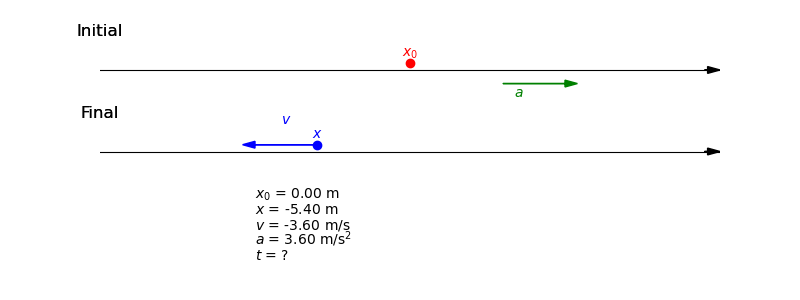 Initial
x₀
a
Final
v
x
x₀ = 0.00 m
x = -5.40 m
v = -3.60 m/s
a = 3.60 m/s²
t = ?